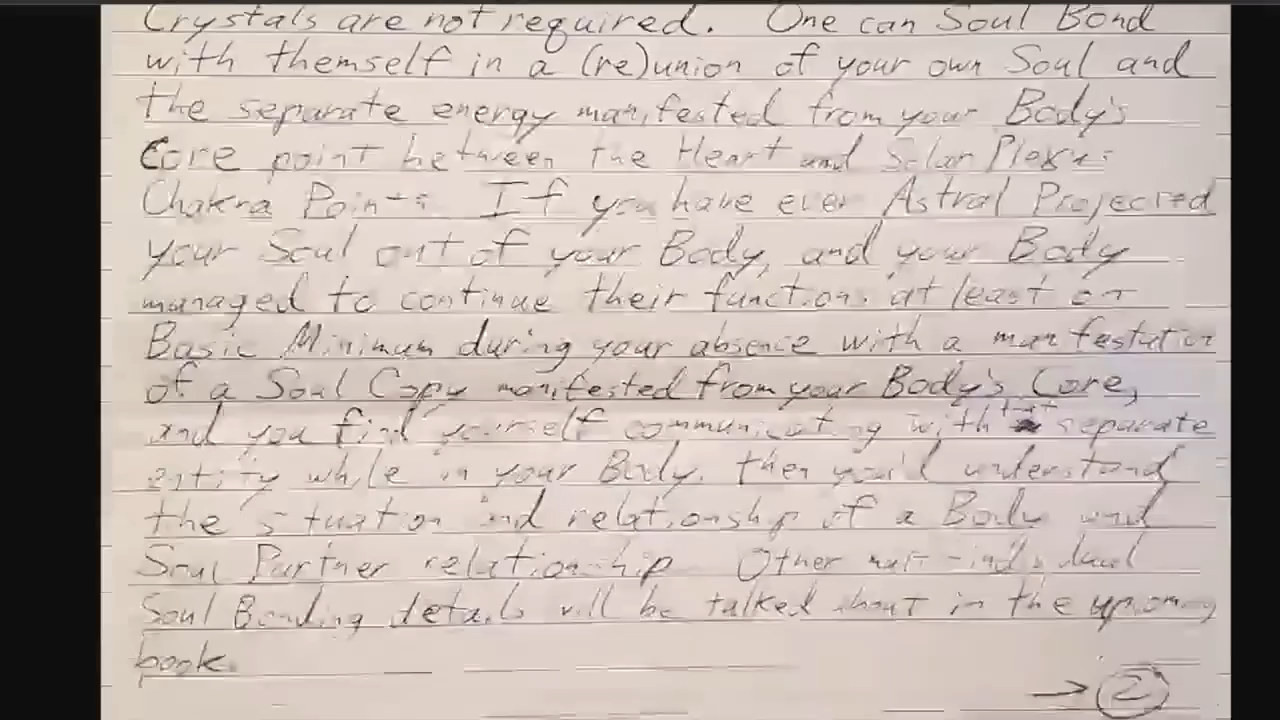 Crystals are not required. One can Soul Bond
with themself in a (re)union of your own Soul and
the separate energy manifested from your Body's
Core point between the Heart and Solar Plexus
Chakra Points. If you have ever Astral Projected
your Soul out of your Body, and your Body
managed to continue their functions at least on
Basic Minimum during your absence with a manifestation
of a Soul Copy manifested from your Body's Core,
and you find yourself communicating with that separate
entity while in your Body, then you'd understand
the situation and relationship of a Body and
Soul Partner relationship. Other
Soul Bonding details will be talked about in the upcoming
book.
→ 2